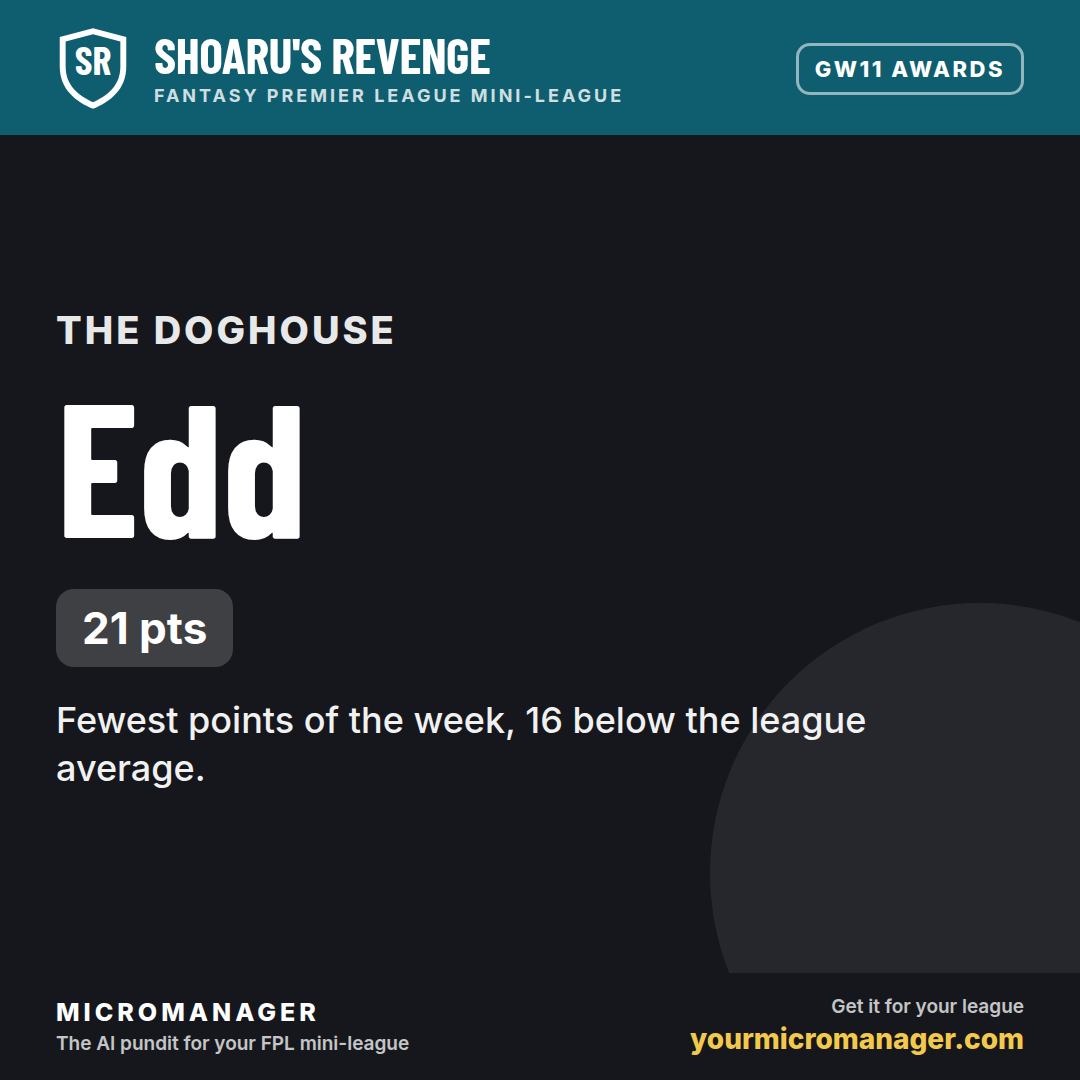 SR
SHOARU'S REVENGE
FANTASY PREMIER LEAGUE MINI-LEAGUE
GW11 AWARDS
THE DOGHOUSE
Edd
21 pts
Fewest points of the week, 16 below the league
average.
MICROMANAGER
The AI pundit for your FPL mini-league
Get it for your league
yourmicromanager.com